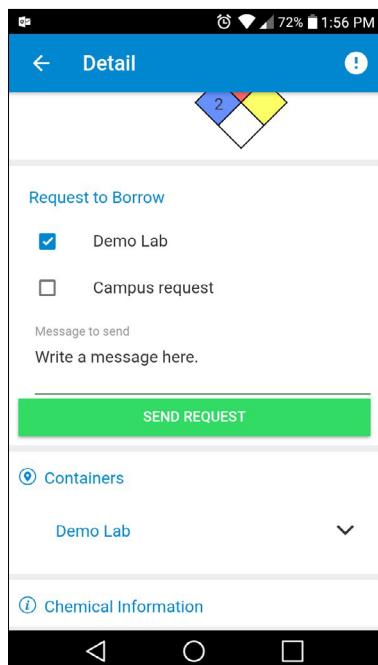 72% 1:56 PM
Detail
2
Request to Borrow
Demo Lab
Campus request
Message to send
Write a message here.
SEND REQUEST
Containers
Demo Lab
Chemical Information